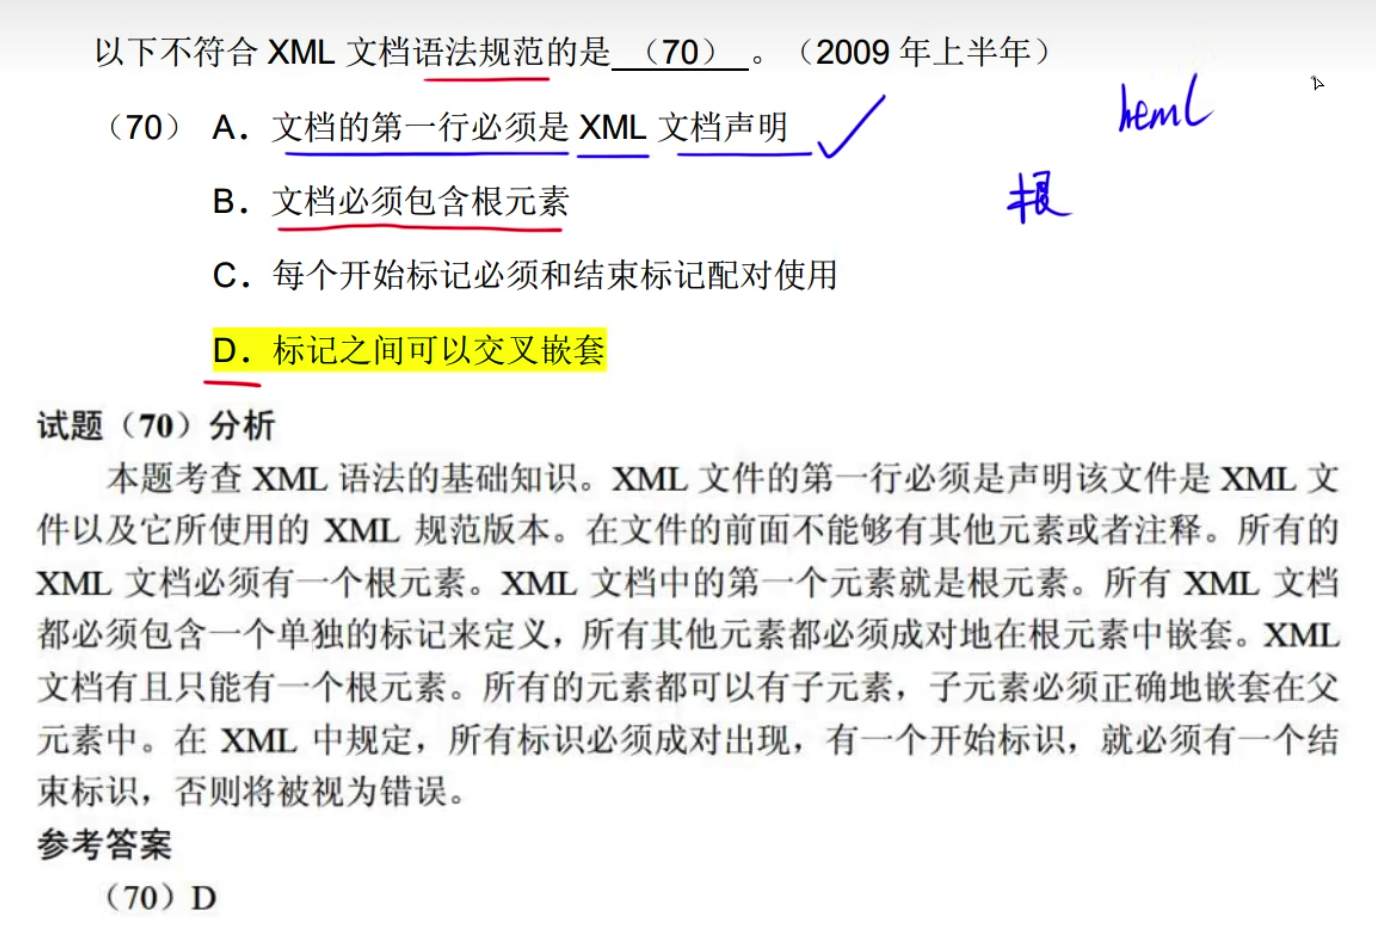 以下不符合 XML 文档语法规范的是 （70） 。（2009 年上半年）
heml
（70） A．文档的第一行必须是 XML 文档声明
根
B．文档必须包含根元素
C．每个开始标记必须和结束标记配对使用
D．标记之间可以交叉嵌套
试题（70）分析
本题考查 XML 语法的基础知识。XML 文件的第一行必须是声明该文件是 XML 文
件以及它所使用的 XML 规范版本。在文件的前面不能够有其他元素或者注释。所有的
XML 文档必须有一个根元素。XML 文档中的第一个元素就是根元素。所有 XML 文档
都必须包含一个单独的标记来定义，所有其他元素都必须成对地在根元素中嵌套。XML
文档有且只能有一个根元素。所有的元素都可以有子元素，子元素必须正确地嵌套在父
元素中。在 XML 中规定，所有标识必须成对出现，有一个开始标识，就必须有一个结
束标识，否则将被视为错误。
参考答案
（70）D